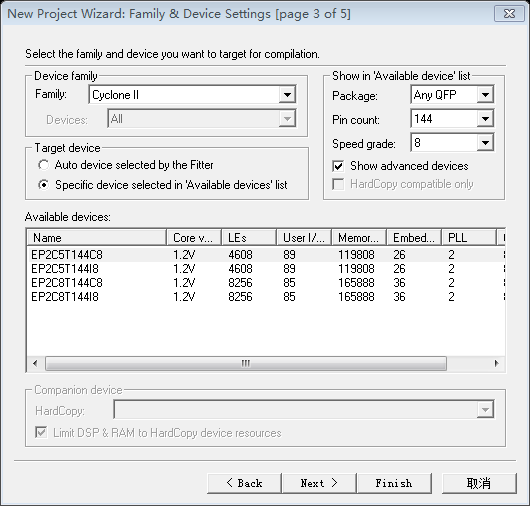 New Project Wizard: Family & Device Settings [page 3 of 5]
Select the family and device you want to target for compilation.
Device family
Family: Cyclone II
Devices: All
Show in 'Available device' list
Package: Any QFP
Pin count: 144
Speed grade: 8
Show advanced devices
HardCopy compatible only
Target device
Auto device selected by the Fitter
Specific device selected in 'Available devices' list
Available devices:
Name Core v... LEs User I/... Memor... Embed... PLL
EP2C5T144C8 1.2V 4608 89 119808 26 2
EP2C5T144I8 1.2V 4608 89 119808 26 2
EP2C8T144C8 1.2V 8256 85 165888 36 2
EP2C8T144I8 1.2V 8256 85 165888 36 2
Companion device
HardCopy:
Limit DSP & RAM to HardCopy device resources
< Back Next > Finish 取消